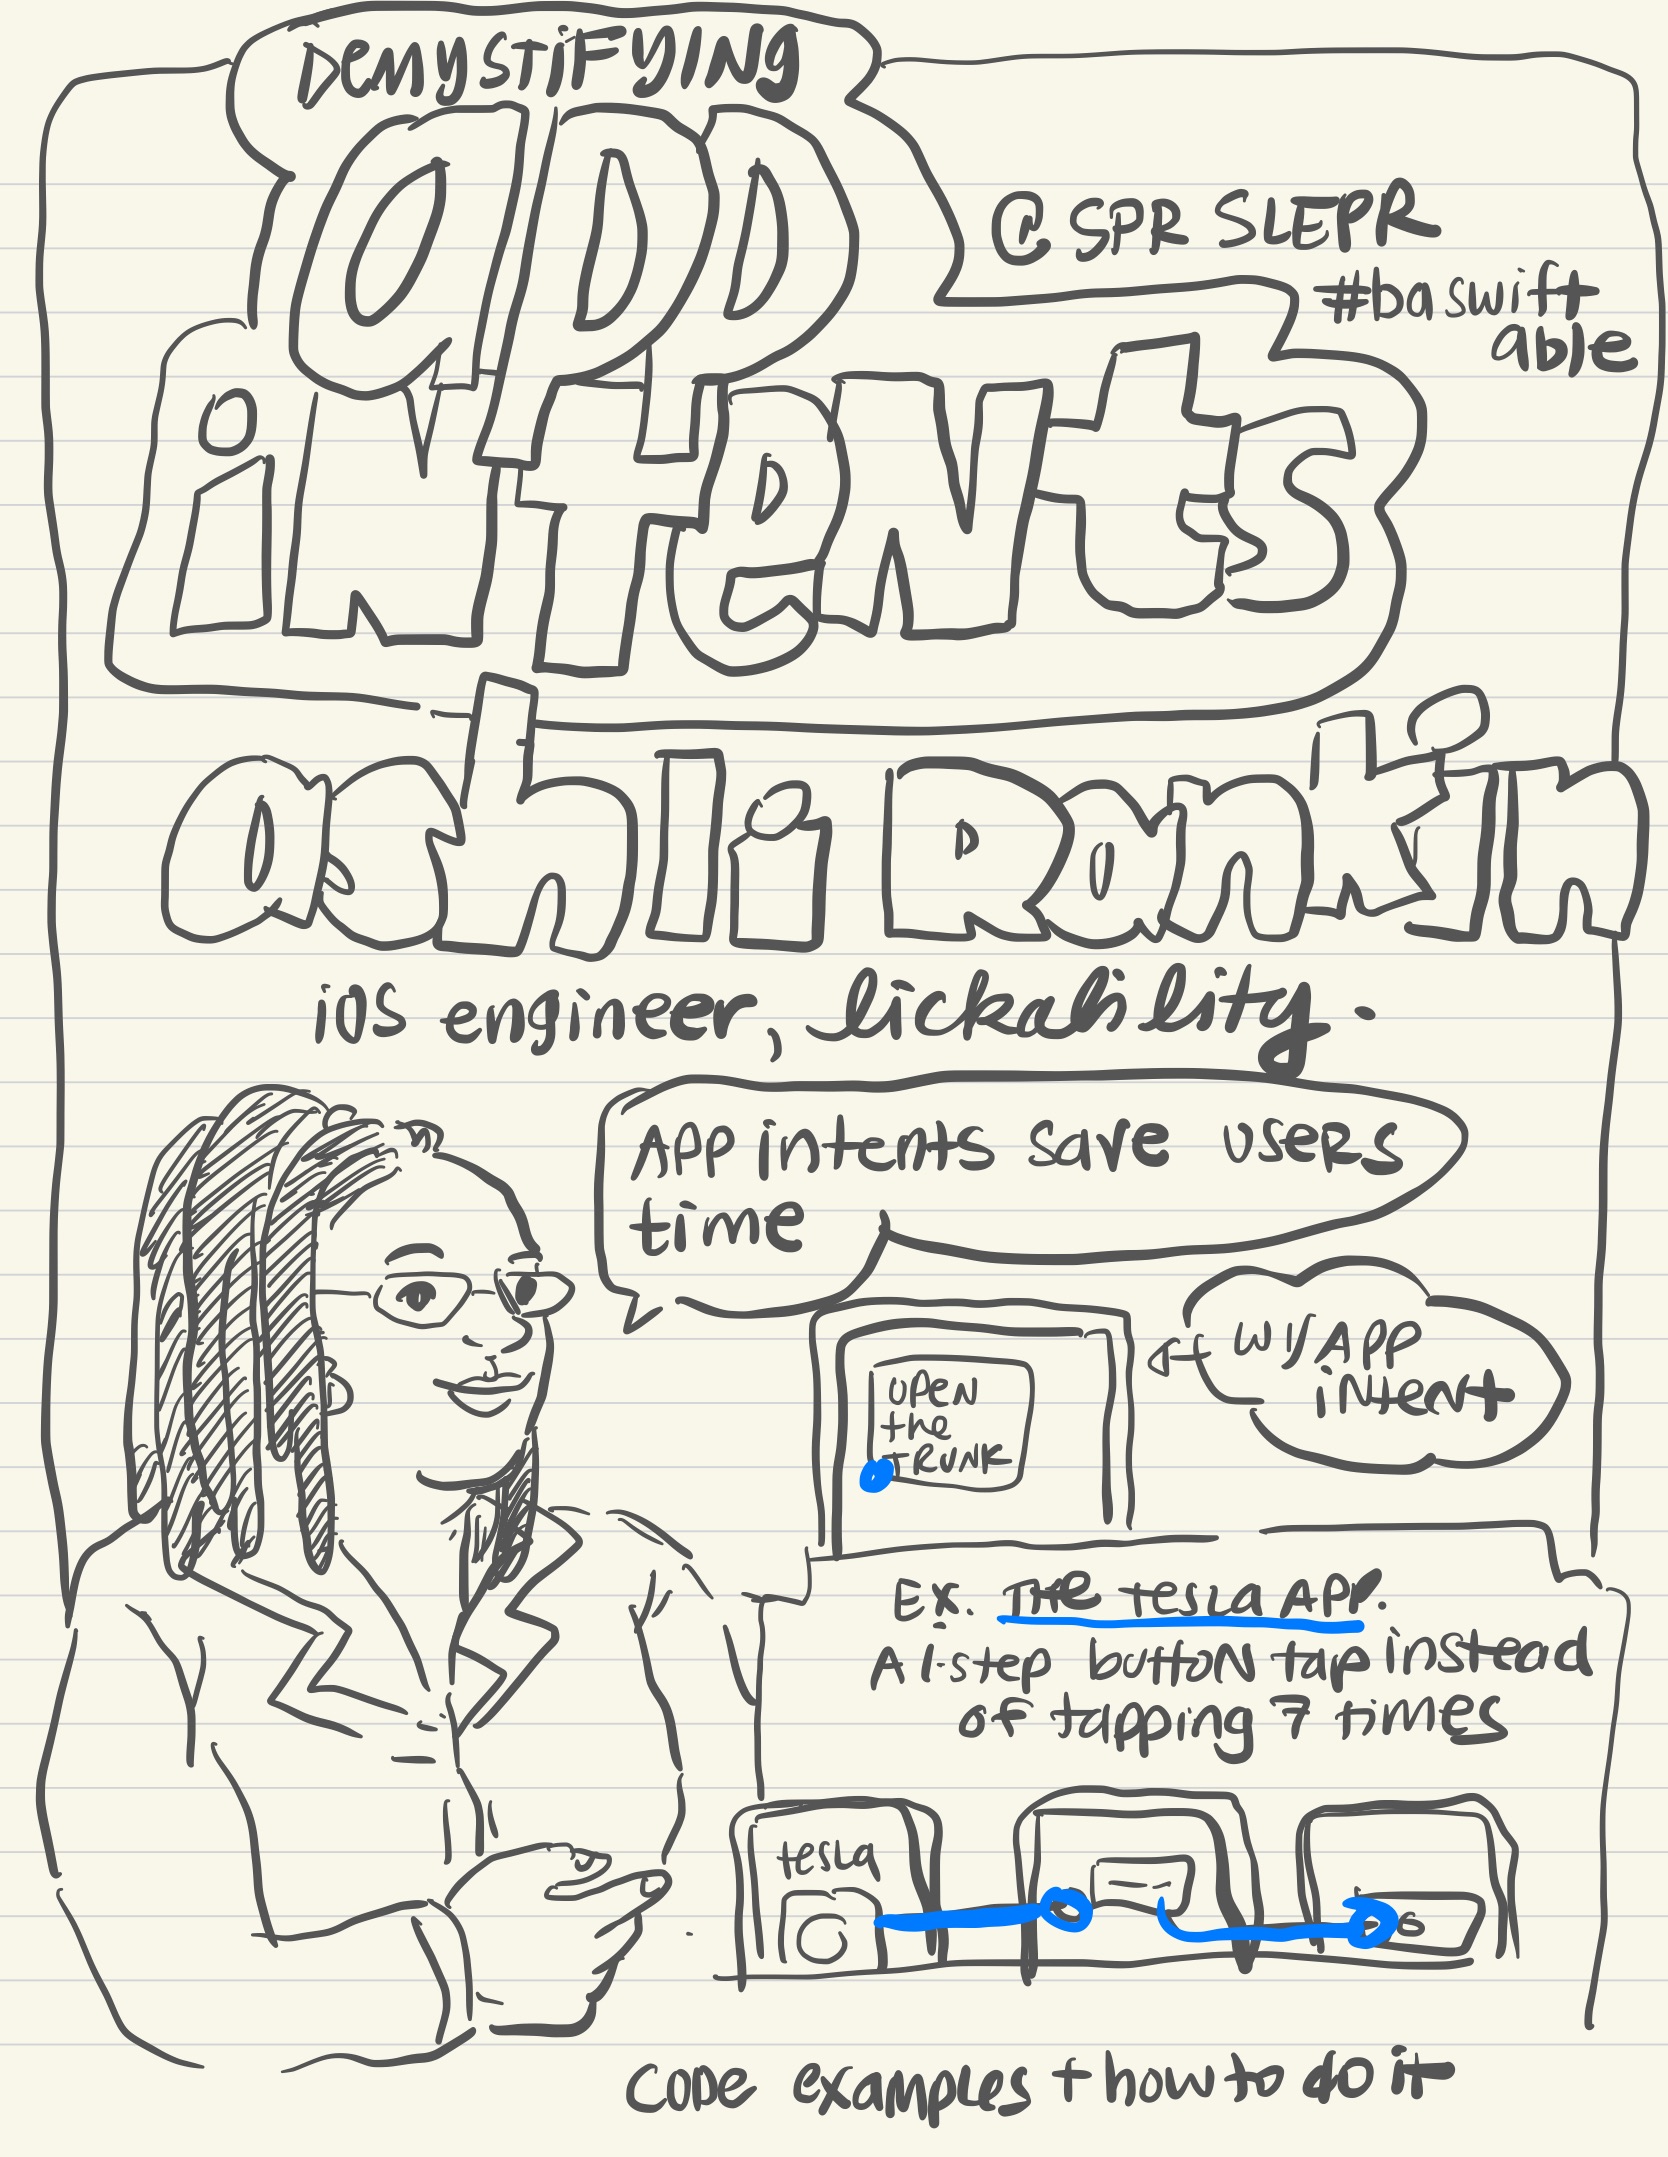 DEMYSTiFYING
aPP
iNTeNts
@SPR SLEPR
#baswift
able
ashli Rankin
iOS engineer, lickability.
APP intents save users
time
W/APP
iNteNt
OPEN
the
tRUNK
EX. The tesla APP.
A 1-step button tap instead
of tapping 7 times
tesla
CODE examples + how to do it